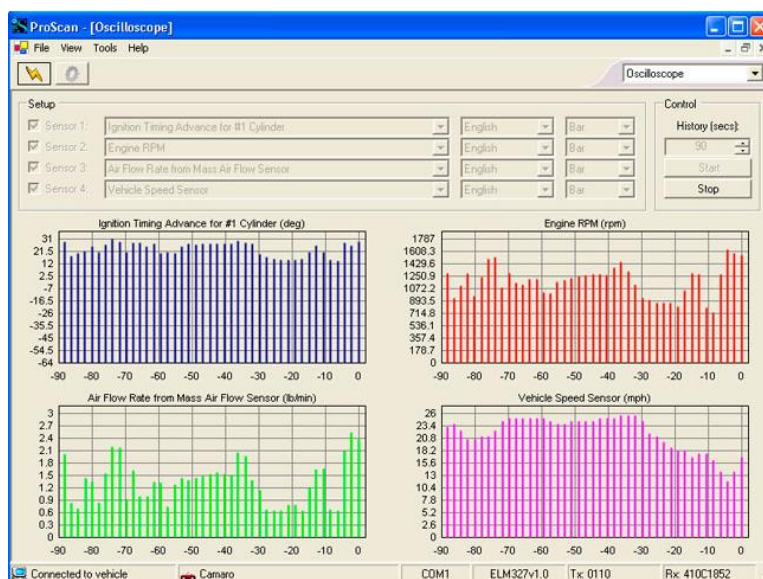 ProScan - [Oscilloscope]
File View Tools Help
Oscilloscope
Setup
Sensor 1: Ignition Timing Advance for #1 Cylinder English Bar
Sensor 2: Engine RPM English Bar
Sensor 3: Air Flow Rate from Mass Air Flow Sensor English Bar
Sensor 4: Vehicle Speed Sensor English Bar
Control
History (secs):
90
Start
Stop
Ignition Timing Advance for #1 Cylinder (deg)
31
21.5
12
2.5
-7
-16.5
-26
-35.5
-45
-54.5
-64
-90 -80 -70 -60 -50 -40 -30 -20 -10 0
Engine RPM (rpm)
1787
1608.3
1429.6
1250.9
1072.2
893.5
714.8
536.1
357.4
178.7
0
-90 -80 -70 -60 -50 -40 -30 -20 -10 0
Air Flow Rate from Mass Air Flow Sensor (lb/min)
3
2.7
2.4
2.1
1.8
1.5
1.2
0.9
0.6
0.3
0
-90 -80 -70 -60 -50 -40 -30 -20 -10 0
Vehicle Speed Sensor (mph)
26
23.4
20.8
18.2
15.6
13
10.4
7.8
5.2
2.6
0
-90 -80 -70 -60 -50 -40 -30 -20 -10 0
Connected to vehicle Camaro COM1 ELM327v1.0 Tx: 0110 Rx: 410C1852